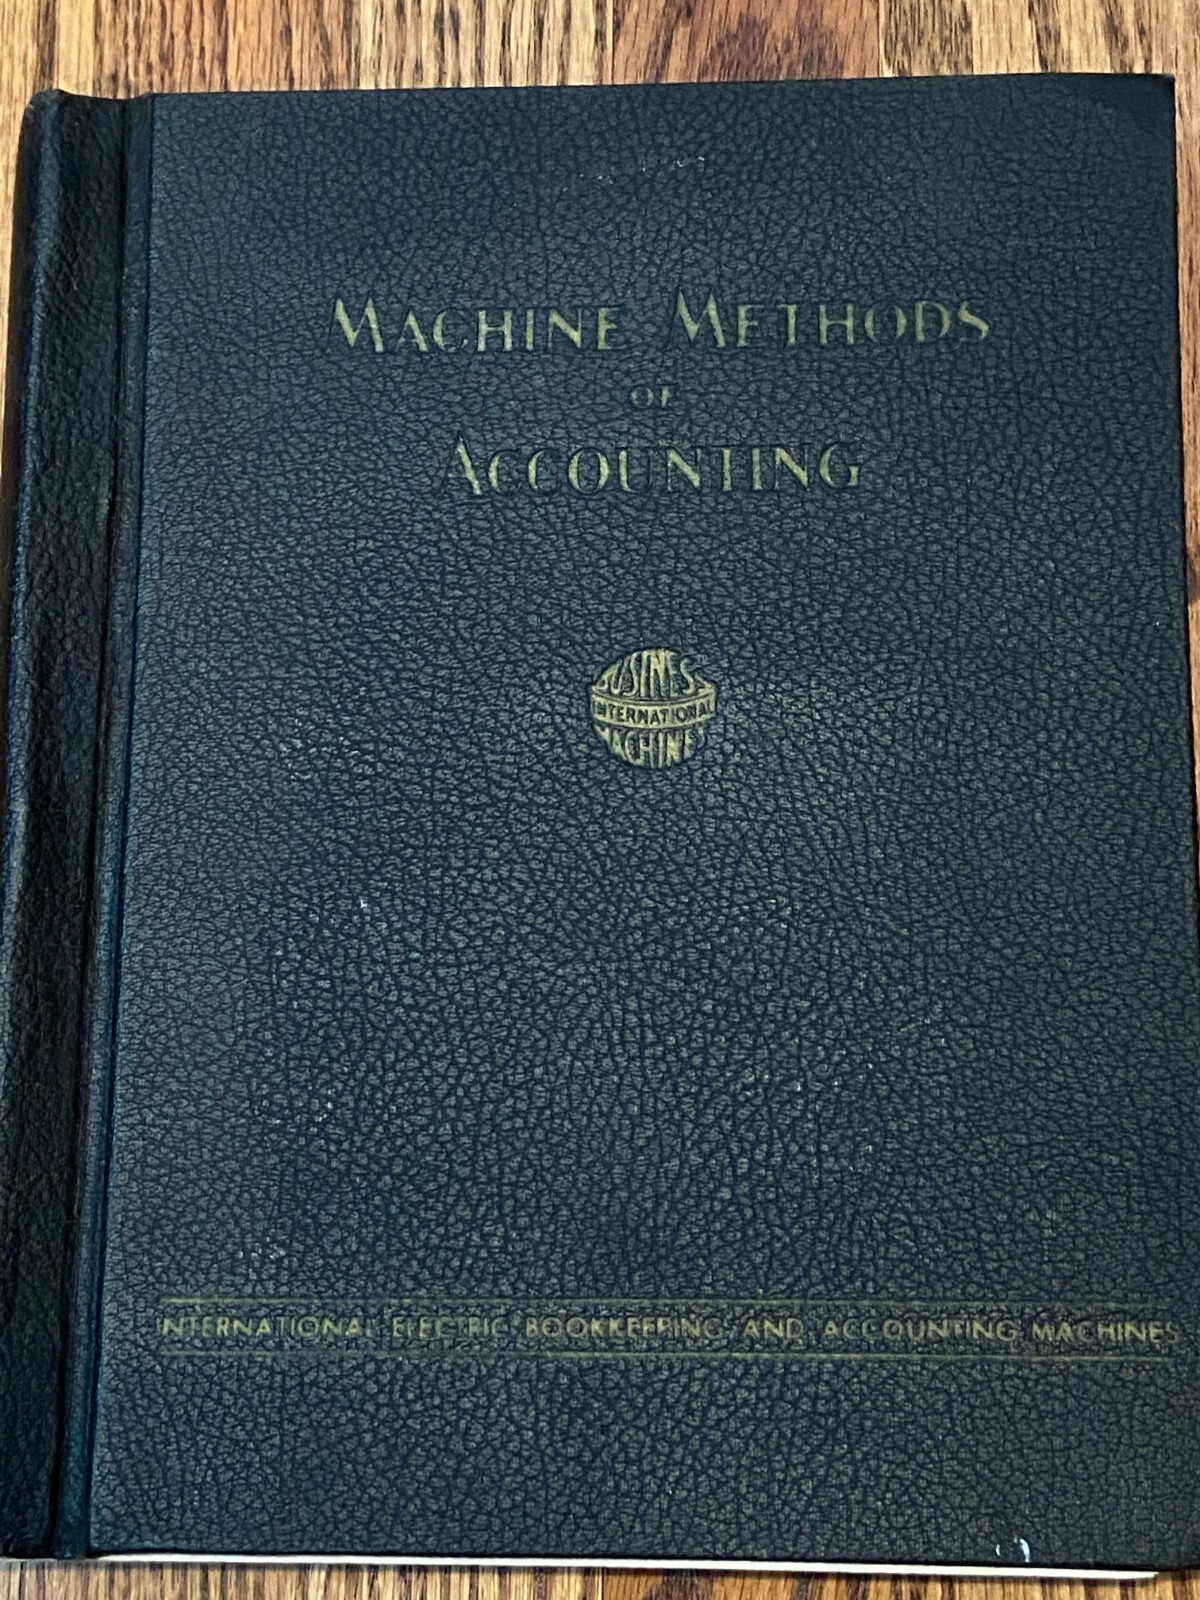 MACHINE METHODS
OF
ACCOUNTING
BUSINESS
INTERNATIONAL
MACHINES
INTERNATIONAL ELECTRIC BOOKKEEPING AND ACCOUNTING MACHINES